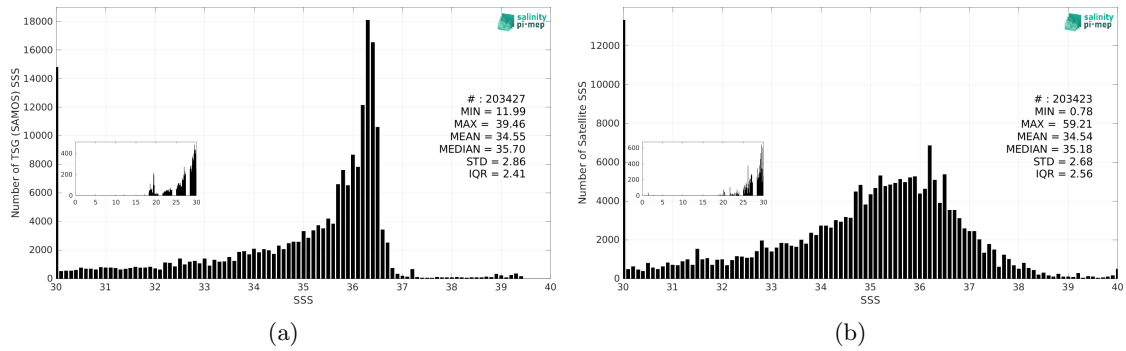 18000
16000
14000
12000
10000
8000
6000
4000
2000
0
Number of TSG (SAMOS) SSS
salinity
pi-mep
# : 203427
MIN = 11.99
MAX = 39.46
MEAN = 34.55
MEDIAN = 35.70
STD = 2.86
IQR = 2.41
400
200
0
0 5 10 15 20 25 30
30 31 32 33 34 35 36 37 38 39 40
SSS
(a)
12000
10000
8000
6000
4000
2000
0
Number of Satellite SSS
salinity
pi-mep
# : 203423
MIN = 0.78
MAX = 59.21
MEAN = 34.54
MEDIAN = 35.18
STD = 2.68
IQR = 2.56
600
400
200
0
0 5 10 15 20 25 30
30 31 32 33 34 35 36 37 38 39 40
SSS
(b)